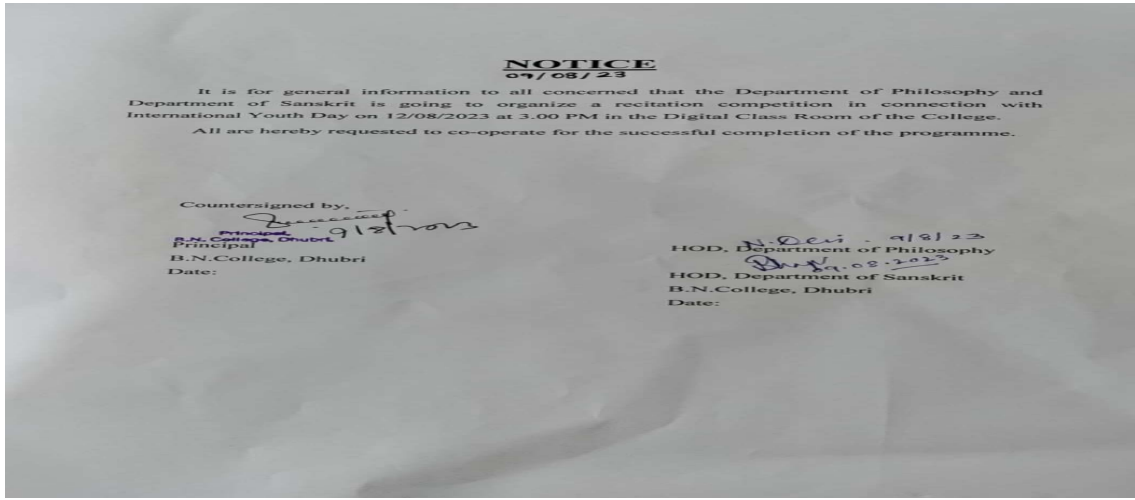 NOTICE
09/08/23
It is for general information to all concerned that the Department of Philosophy and
Department of Sanskrit is going to organize a recitation competition in connection with
International Youth Day on 12/08/2023 at 3.00 PM in the Digital Class Room of the College.
All are hereby requested to co-operate for the successful completion of the programme.
Countersigned by,
9/8/2023
Principal
B.N. College, Dhubri
Principal
B.N.College, Dhubri
Date:
N. Devi . 9/8/23
HOD, Department of Philosophy
9.08.2023
HOD, Department of Sanskrit
B.N.College, Dhubri
Date: